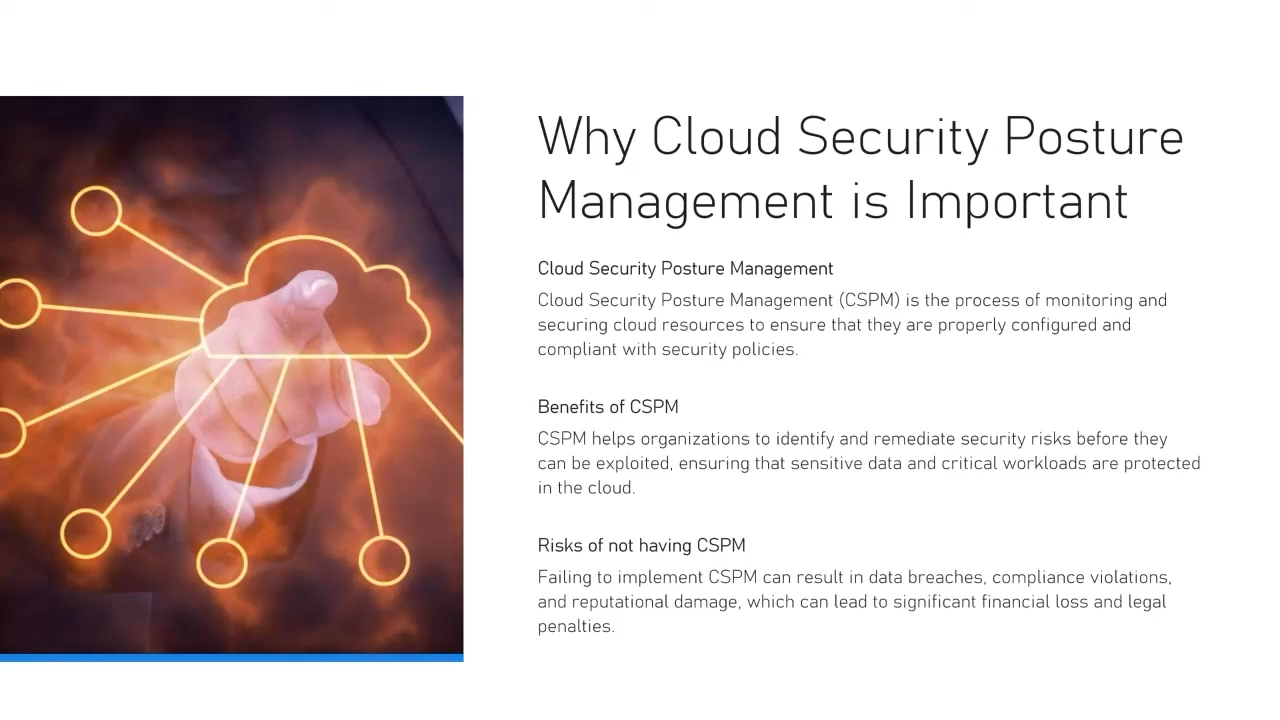 Why Cloud Security Posture
Management is Important
Cloud Security Posture Management
Cloud Security Posture Management (CSPM) is the process of monitoring and
securing cloud resources to ensure that they are properly configured and
compliant with security policies.
Benefits of CSPM
CSPM helps organizations to identify and remediate security risks before they
can be exploited, ensuring that sensitive data and critical workloads are protected
in the cloud.
Risks of not having CSPM
Failing to implement CSPM can result in data breaches, compliance violations,
and reputational damage, which can lead to significant financial loss and legal
penalties.